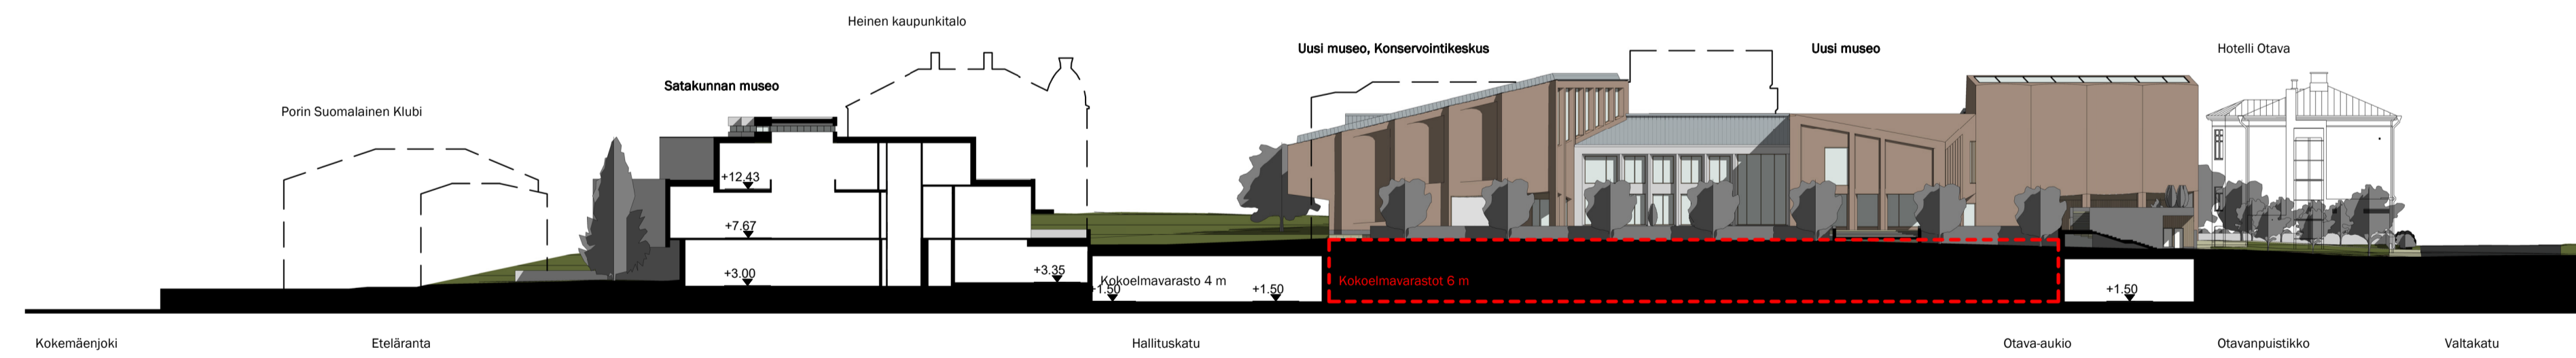 Heinen kaupunkitalo
Uusi museo, Konservointikeskus
Uusi museo
Hotelli Otava
Satakunnan museo
Porin Suomalainen Klubi
+12.43
+7.67
+3.00
+3.35
Kokoelmavarasto 4 m
+1.50
+1.50
Kokoelmavarastot 6 m
+1.50
Kokemäenjoki
Eteläranta
Hallituskatu
Otava-aukio
Otavanpuistikko
Valtakatu